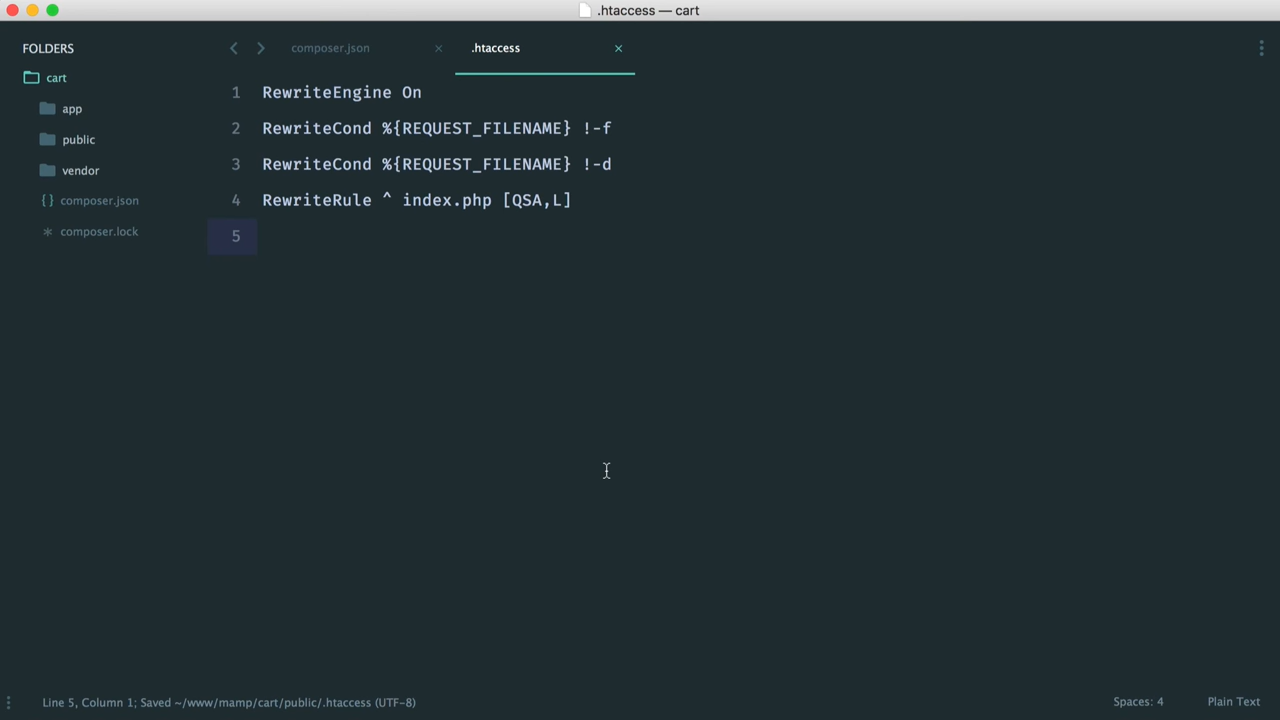 .htaccess — cart
FOLDERS
cart
app
public
vendor
{} composer.json
* composer.lock
composer.json ×
.htaccess ×
1 RewriteEngine On
2 RewriteCond %{REQUEST_FILENAME} !-f
3 RewriteCond %{REQUEST_FILENAME} !-d
4 RewriteRule ^ index.php [QSA,L]
5
Line 5, Column 1; Saved ~/www/mamp/cart/public/.htaccess (UTF-8)
Spaces: 4
Plain Text